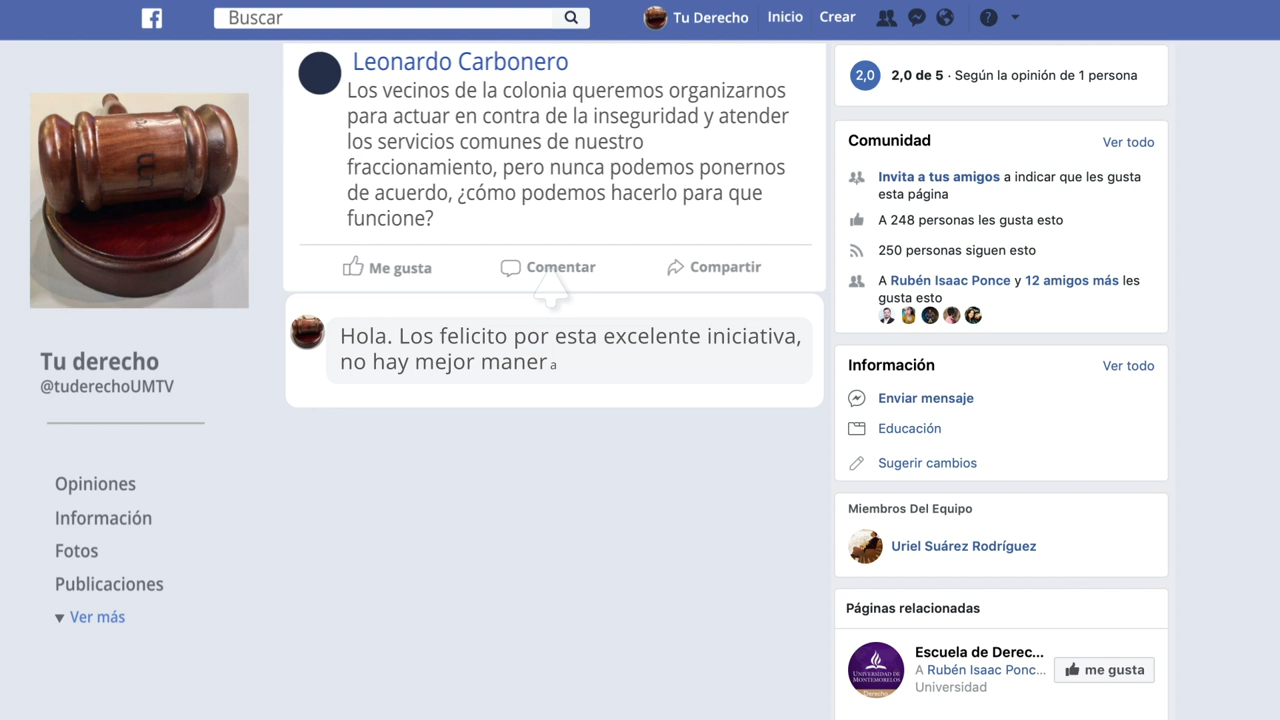 Buscar
Tu Derecho
Inicio
Crear
?
Leonardo Carbonero
Los vecinos de la colonia queremos organizarnos
para actuar en contra de la inseguridad y atender
los servicios comunes de nuestro
fraccionamiento, pero nunca podemos ponernos
de acuerdo, ¿cómo podemos hacerlo para que
funcione?
Me gusta
Comentar
Compartir
Hola. Los felicito por esta excelente iniciativa,
no hay mejor manera
Tu derecho
@tuderechoUMTV
Opiniones
Información
Fotos
Publicaciones
Ver más
2,0
2,0 de 5 · Según la opinión de 1 persona
Comunidad
Ver todo
Invita a tus amigos a indicar que les gusta
esta página
A 248 personas les gusta esto
250 personas siguen esto
A Rubén Isaac Ponce y 12 amigos más les
gusta esto
Información
Ver todo
Enviar mensaje
Educación
Sugerir cambios
Miembros Del Equipo
Uriel Suárez Rodríguez
Páginas relacionadas
UNIVERSIDAD DE
MONTEMORELOS
Derecho
Escuela de Derec...
A Rubén Isaac Ponc...
Universidad
me gusta